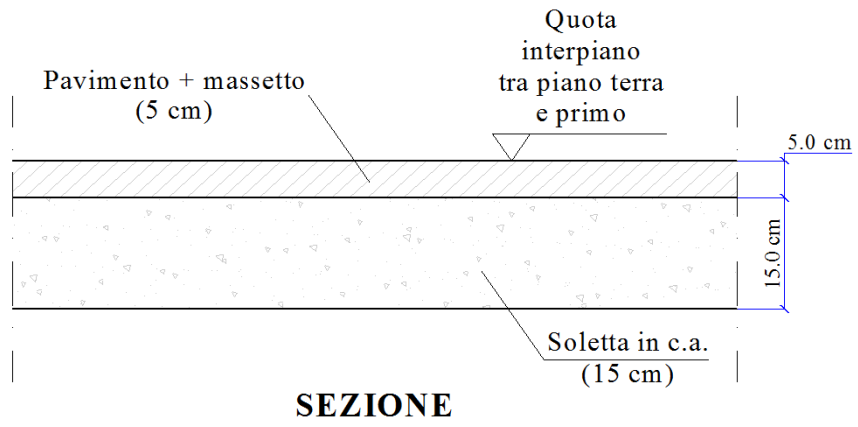 Quota
interpiano
tra piano terra
e primo
Pavimento + massetto
(5 cm)
5.0 cm
15.0 cm
Soletta in c.a.
(15 cm)
SEZIONE